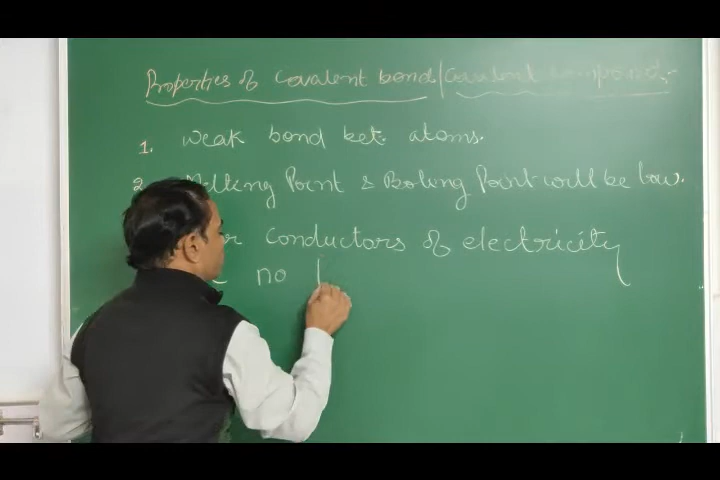 Properties of Covalent bond/Covalent Compound:-
1. Weak bond bet. atoms.
2. Melting Point & Boiling Point will be low.
conductors of electricity
no